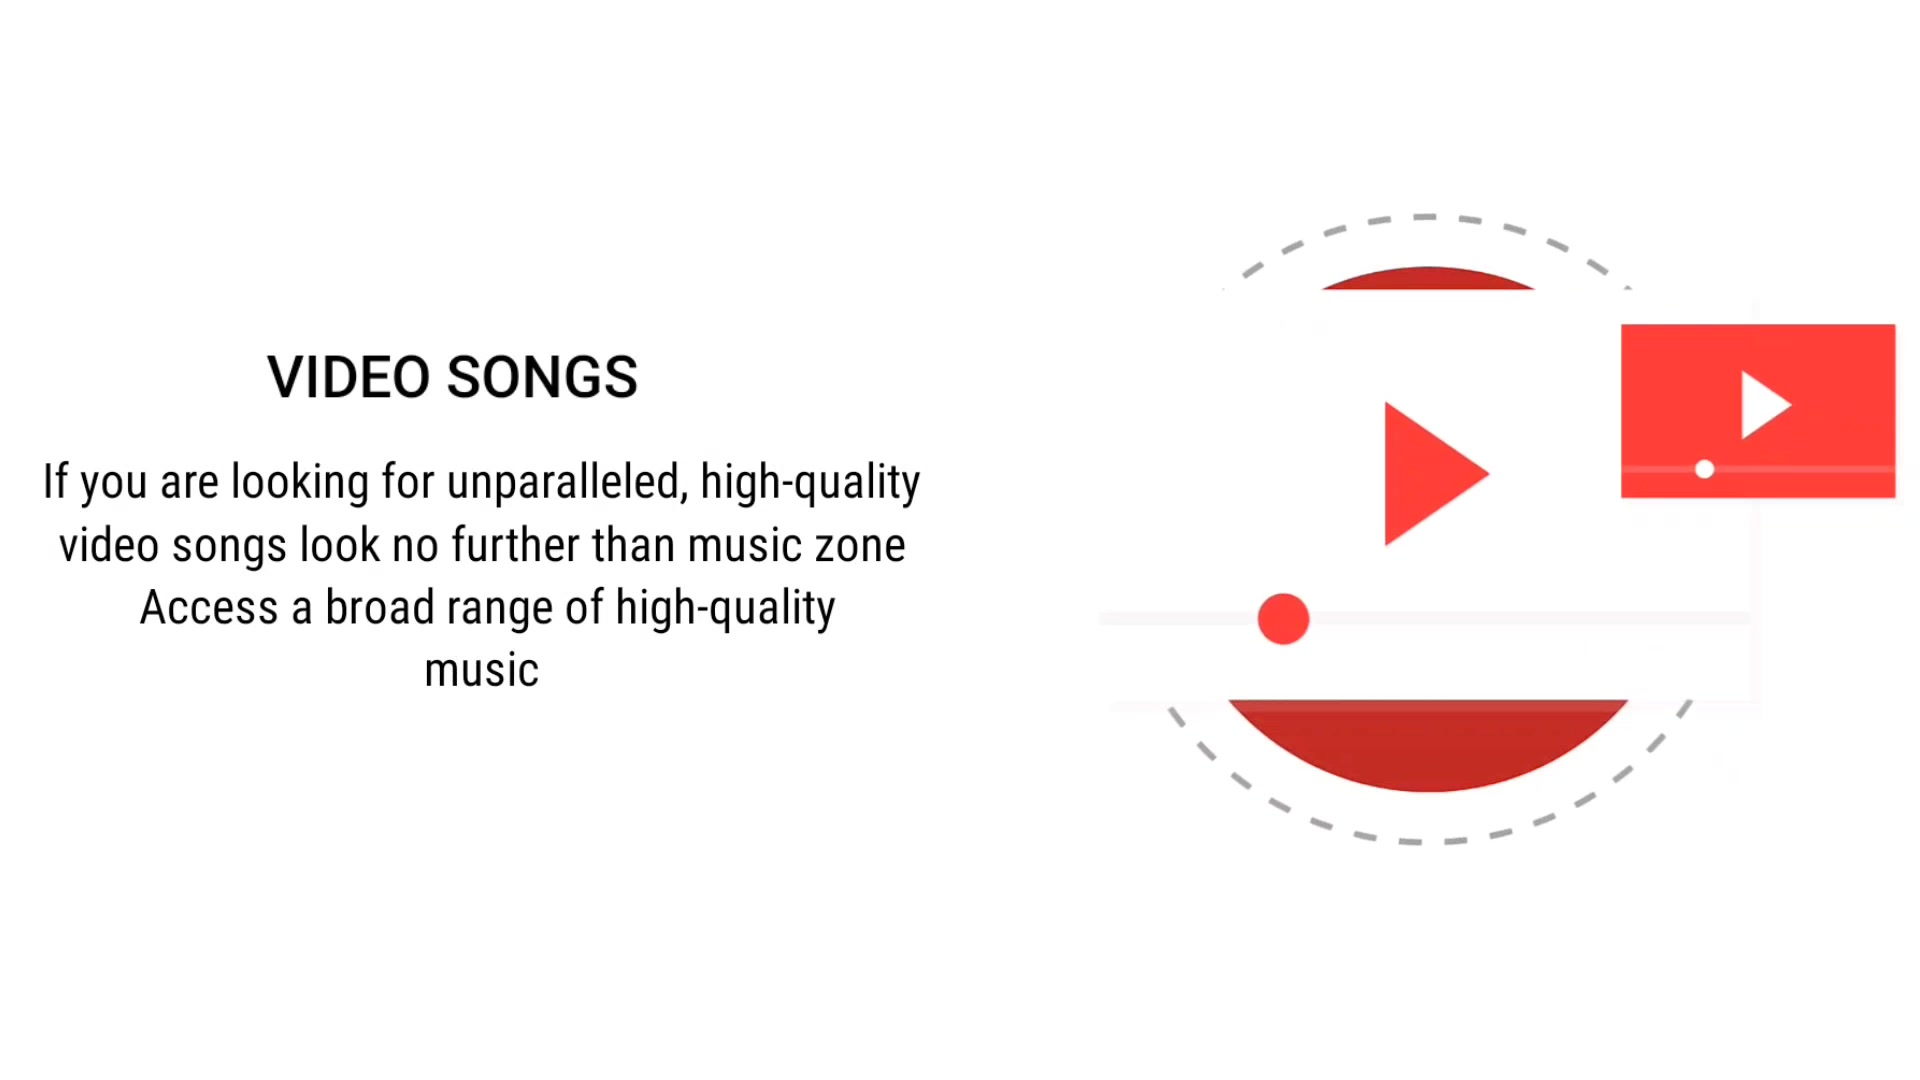 VIDEO SONGS
If you are looking for unparalleled, high-quality
video songs look no further than music zone
Access a broad range of high-quality
music